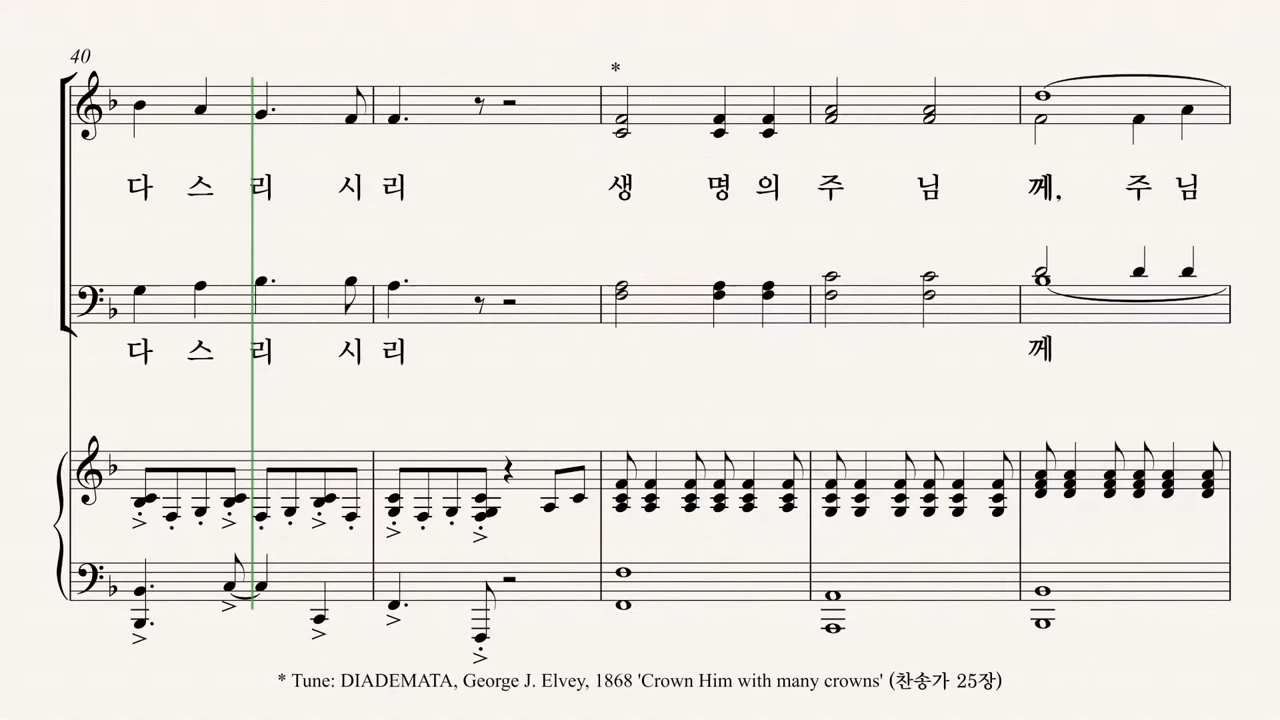 40
*
다 스 리 시 리 생 명 의 주 님 께, 주 님
다 스 리 시 리 께
* Tune: DIADEMATA, George J. Elvey, 1868 'Crown Him with many crowns' (찬송가 25장)